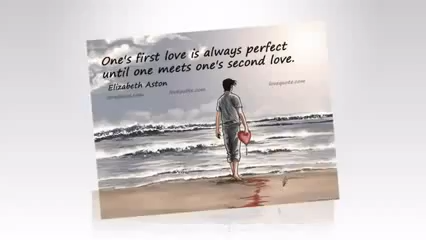 One's first love is always perfect
until one meets one's second love.
Elizabeth Aston